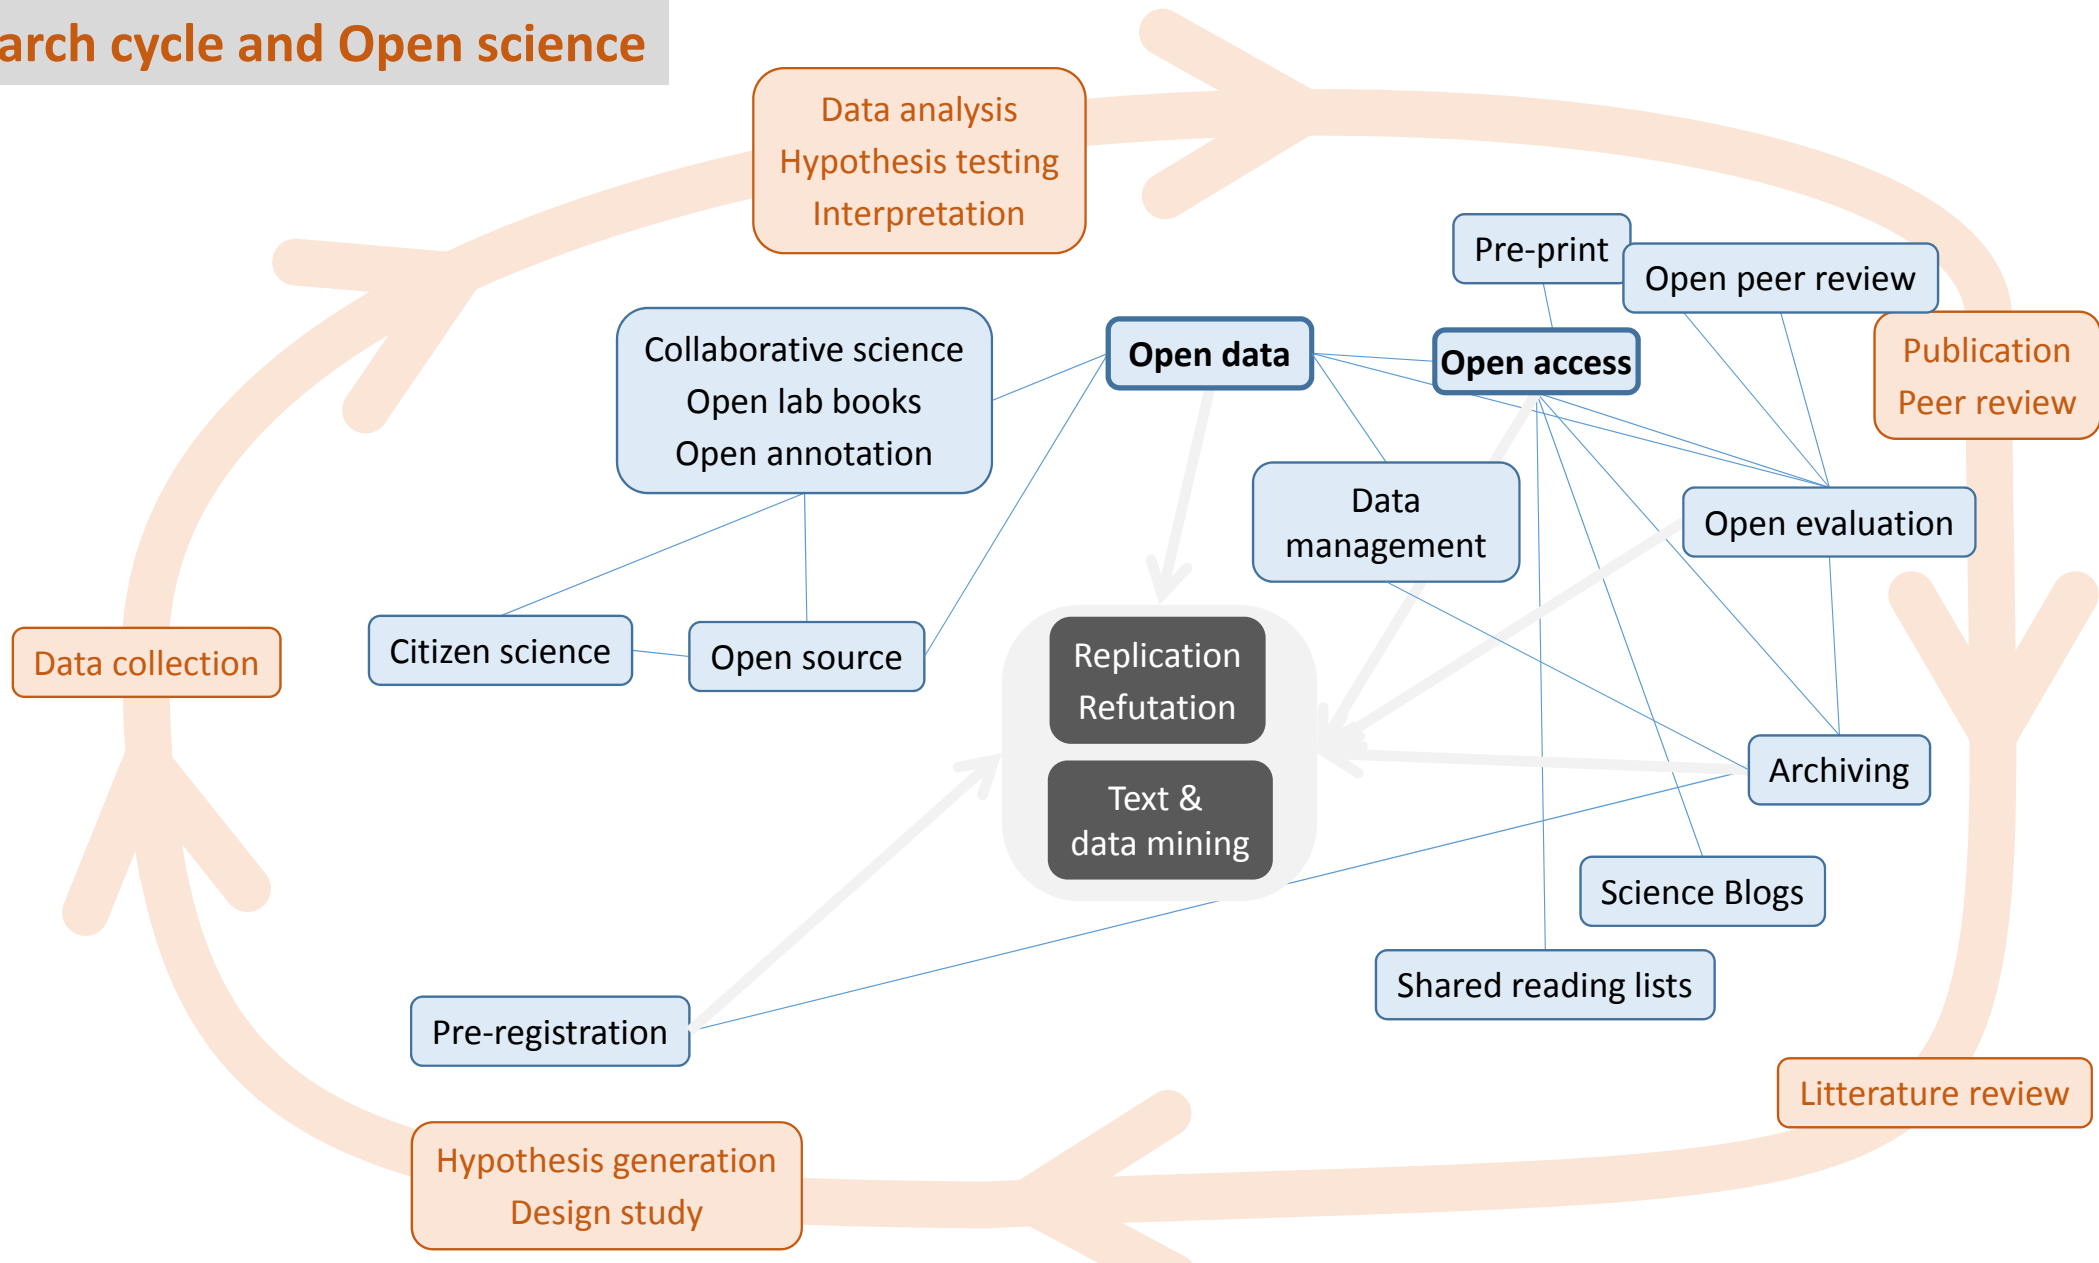 arch cycle and Open science
Data analysis
Hypothesis testing
Interpretation
Pre-print
Open peer review
Collaborative science
Open lab books
Open annotation
Open data
Open access
Publication
Peer review
Data
management
Open evaluation
Data collection
Citizen science
Open source
Replication
Refutation
Text &
data mining
Archiving
Science Blogs
Shared reading lists
Pre-registration
Litterature review
Hypothesis generation
Design study